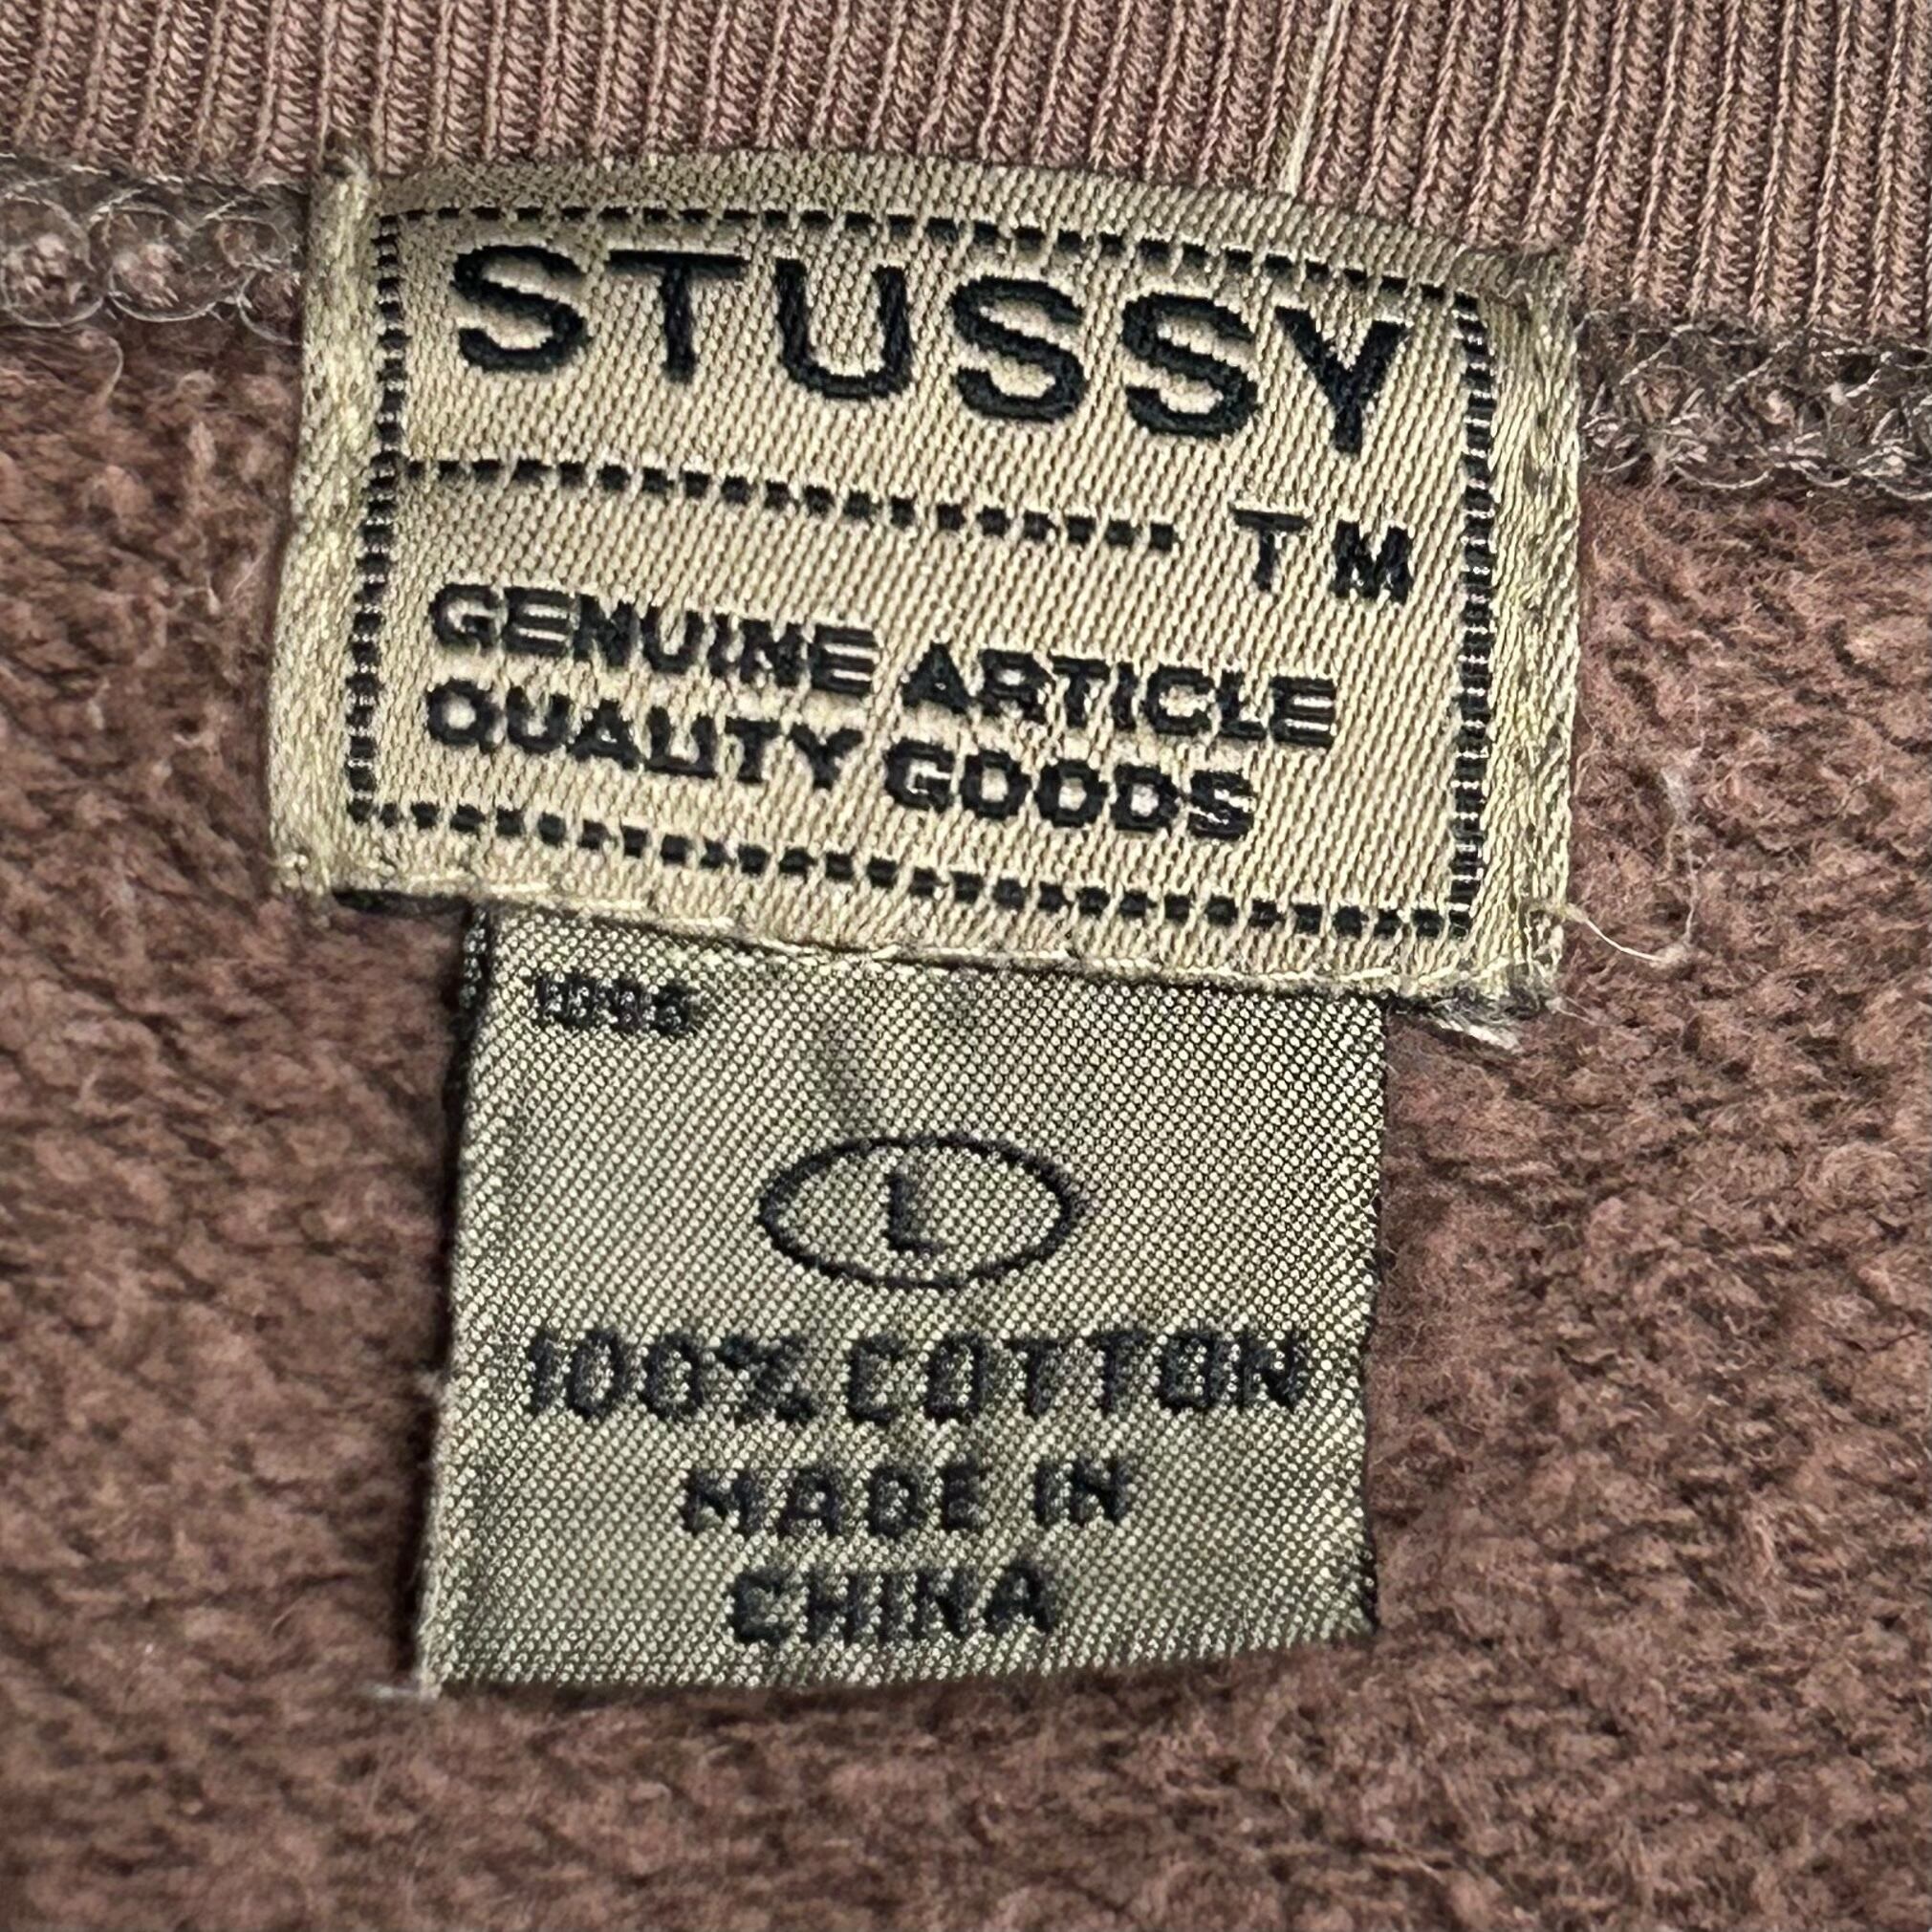 STUSSY
TM
GENUINE ARTICLE
QUALITY GOODS
L
100% COTTON
MADE IN
CHINA